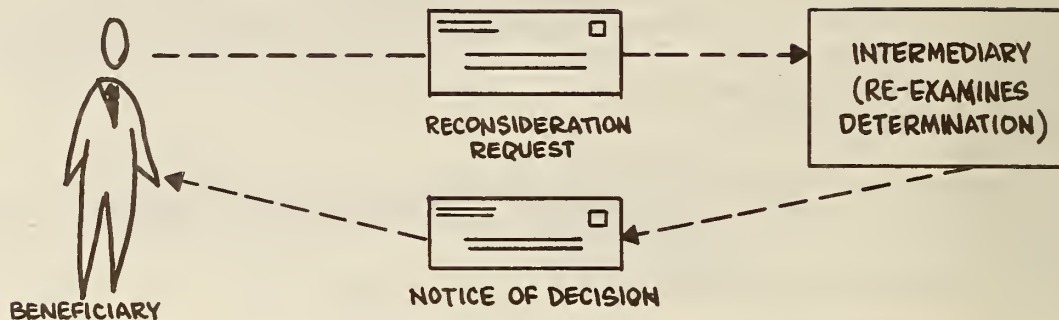 RECONSIDERATION
REQUEST
INTERMEDIARY
(RE-EXAMINES
DETERMINATION)
NOTICE OF DECISION
BENEFICIARY